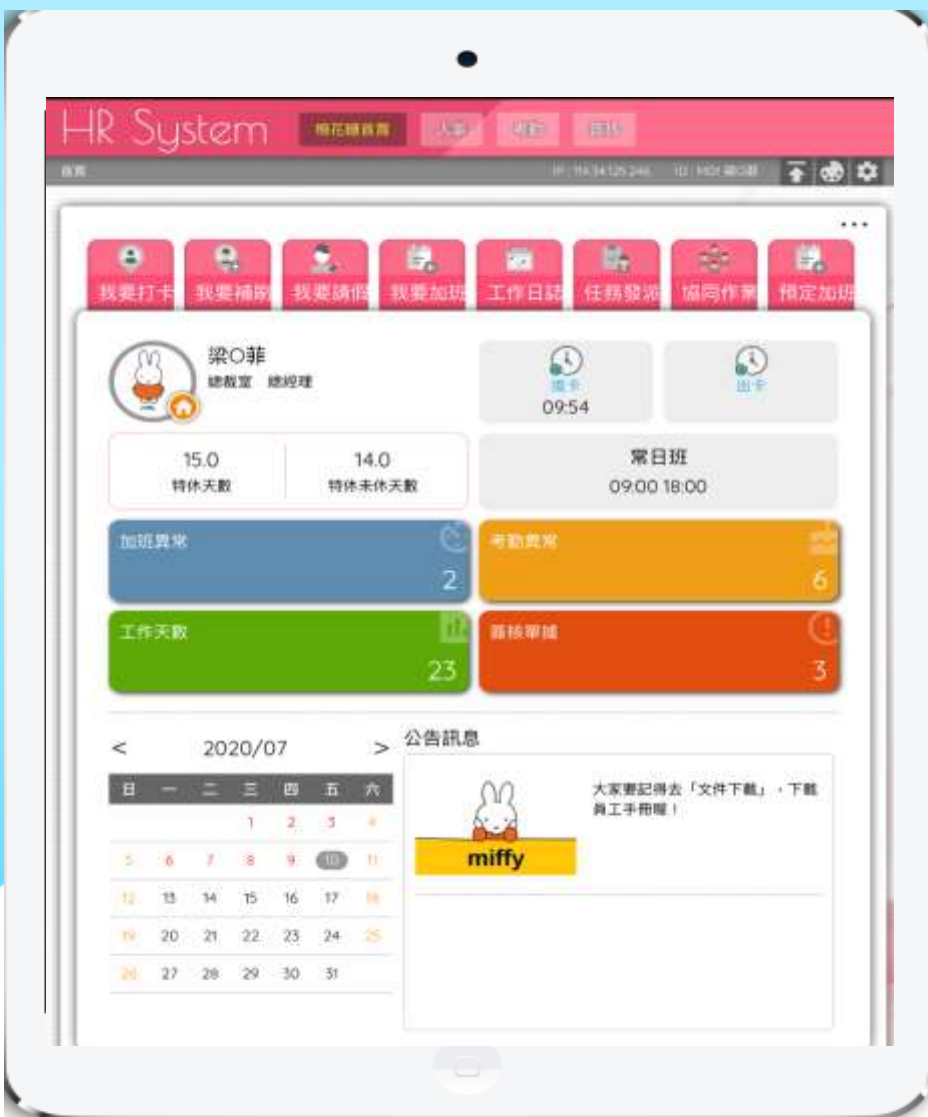 HR System
首頁
我要打卡 我要補刷 我要請假 我要加班 工作日誌 任務發派 協同作業 預定加班
梁O菲
總裁室 總經理
進卡
09:54
出卡
15.0
特休天數
14.0
特休未休天數
常日班
09:00 18:00
加班異常
2
考勤異常
6
工作天數
23
簽核單據
3
< 2020/07 >
日 一 二 三 四 五 六
1 2 3 4
5 6 7 8 9 10 11
12 13 14 15 16 17 18
19 20 21 22 23 24 25
26 27 28 29 30 31
公告訊息
miffy
大家要記得去「文件下載」，下載
員工手冊喔！